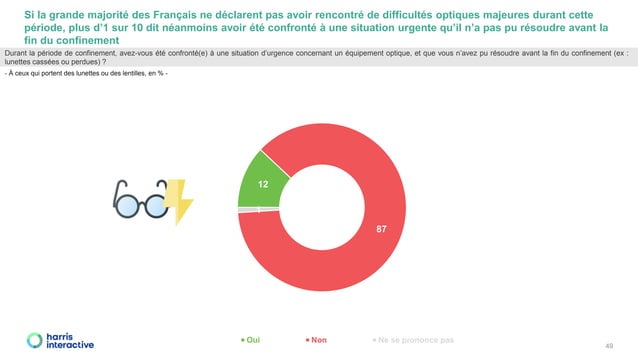 Si la grande majorité des Français ne déclarent pas avoir rencontré de difficultés optiques majeures durant cette
période, plus d’1 sur 10 dit néanmoins avoir été confronté à une situation urgente qu’il n’a pas pu résoudre avant la
fin du confinement
Durant la période de confinement, avez-vous été confronté(e) à une situation d’urgence concernant un équipement optique, et que vous n’avez pu résoudre avant la fin du confinement (ex :
lunettes cassées ou perdues) ?
- À ceux qui portent des lunettes ou des lentilles, en % -
12
1
87
Oui
Non
Ne se prononce pas
harris
interactive
49